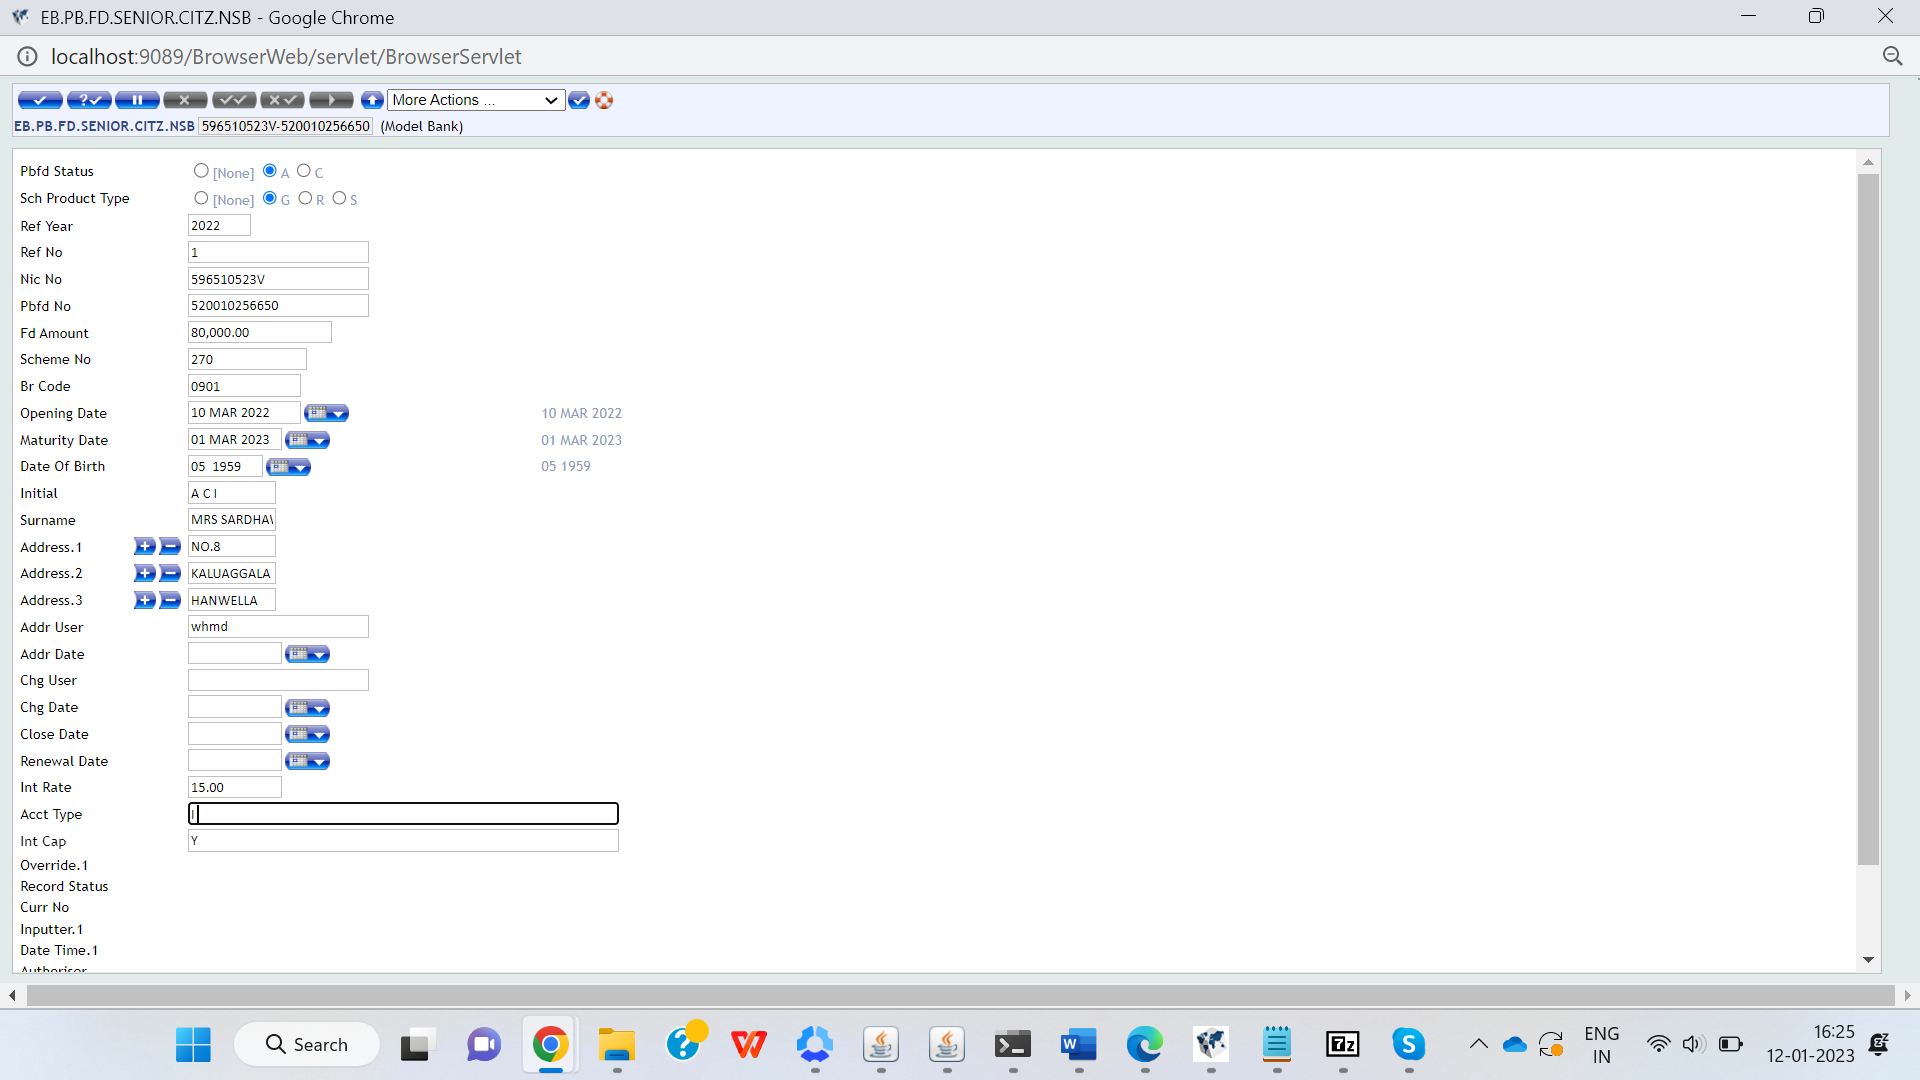 EB.PB.FD.SENIOR.CITZ.NSB - Google Chrome
localhost:9089/BrowserWeb/servlet/BrowserServlet
More Actions ...
EB.PB.FD.SENIOR.CITZ.NSB 596510523V-520010256650 (Model Bank)
Pbfd Status [None] A C
Sch Product Type [None] G R S
Ref Year 2022
Ref No 1
Nic No 596510523V
Pbfd No 520010256650
Fd Amount 80,000.00
Scheme No 270
Br Code 0901
Opening Date 10 MAR 2022 10 MAR 2022
Maturity Date 01 MAR 2023 01 MAR 2023
Date Of Birth 05 1959 05 1959
Initial A C I
Surname MRS SARDHA
Address.1 NO.8
Address.2 KALUAGGALA
Address.3 HANWELLA
Addr User whmd
Addr Date
Chg User
Chg Date
Close Date
Renewal Date
Int Rate 15.00
Acct Type I
Int Cap Y
Override.1
Record Status
Curr No
Inputter.1
Date Time.1
Authoriser
Search
ENG
IN
16:25
12-01-2023